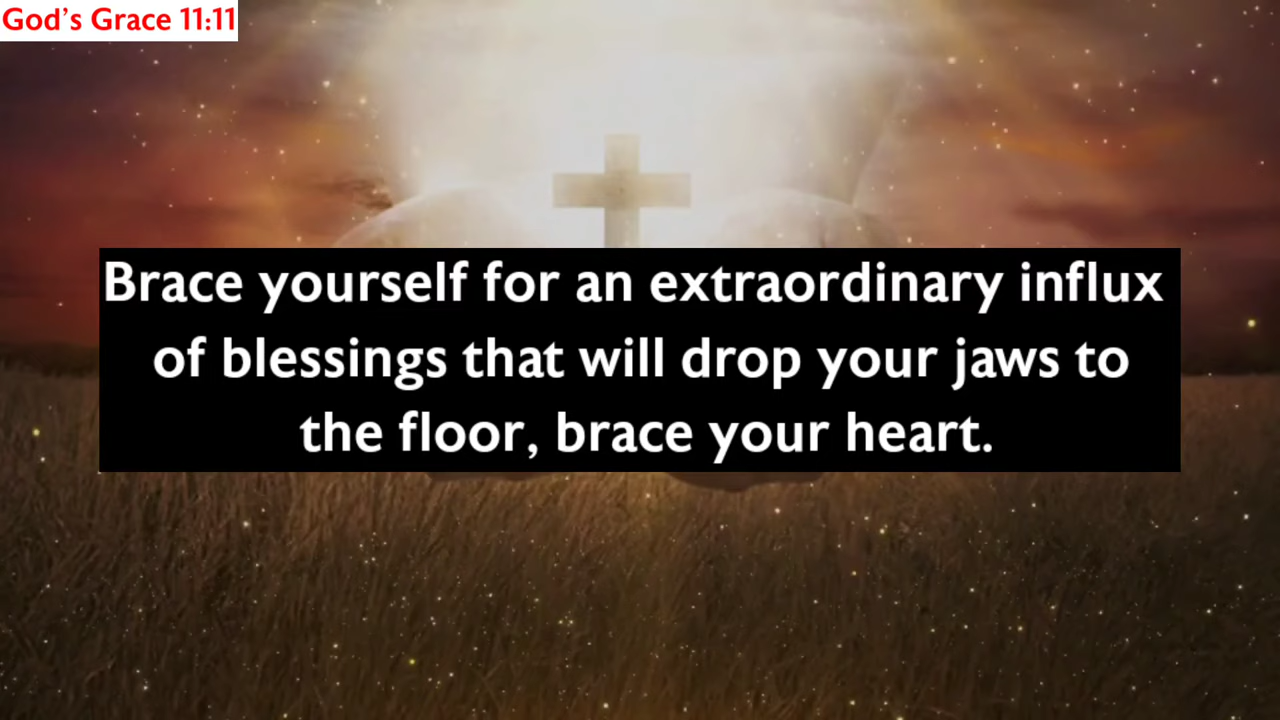 God's Grace 11:11
Brace yourself for an extraordinary influx
of blessings that will drop your jaws to
the floor, brace your heart.